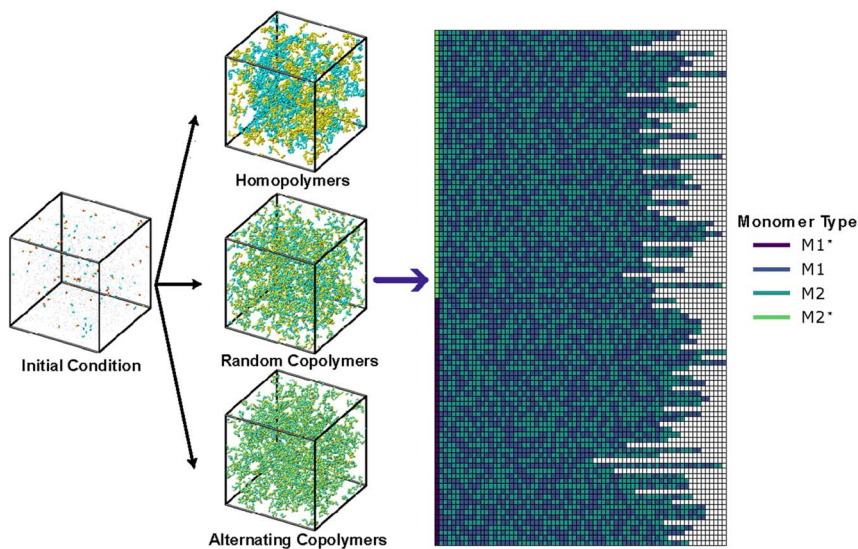 Homopolymers
Initial Condition
Random Copolymers
Alternating Copolymers
Monomer Type
M1*
M1
M2
M2*